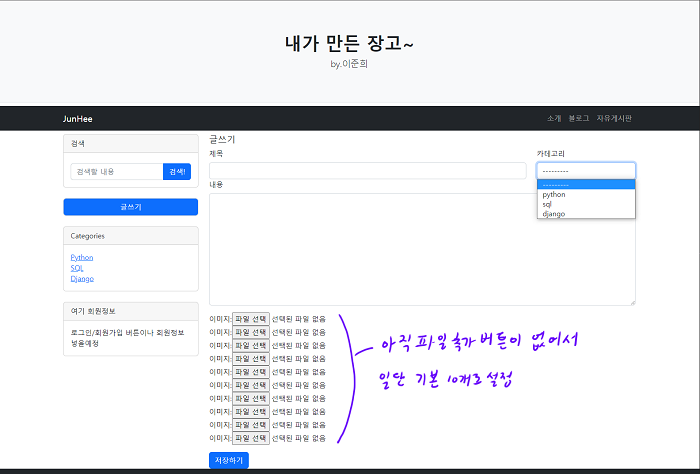 내가 만든 장고~
by.이준희
JunHee
소개 블로그 자유게시판
검색
검색할 내용 검색!
글쓰기
Categories
Python
SQL
Django
여기 회원정보
로그인/회원가입 버튼이나 회원정보
넣을예정
글쓰기
제목
카테고리
---------
---------
python
sql
django
내용
이미지: 파일 선택 선택된 파일 없음
이미지: 파일 선택 선택된 파일 없음
이미지: 파일 선택 선택된 파일 없음
이미지: 파일 선택 선택된 파일 없음
이미지: 파일 선택 선택된 파일 없음
이미지: 파일 선택 선택된 파일 없음
이미지: 파일 선택 선택된 파일 없음
이미지: 파일 선택 선택된 파일 없음
이미지: 파일 선택 선택된 파일 없음
이미지: 파일 선택 선택된 파일 없음
아직 파일 추가 버튼이 없어서
일단 기본 10개로 설정
저장하기